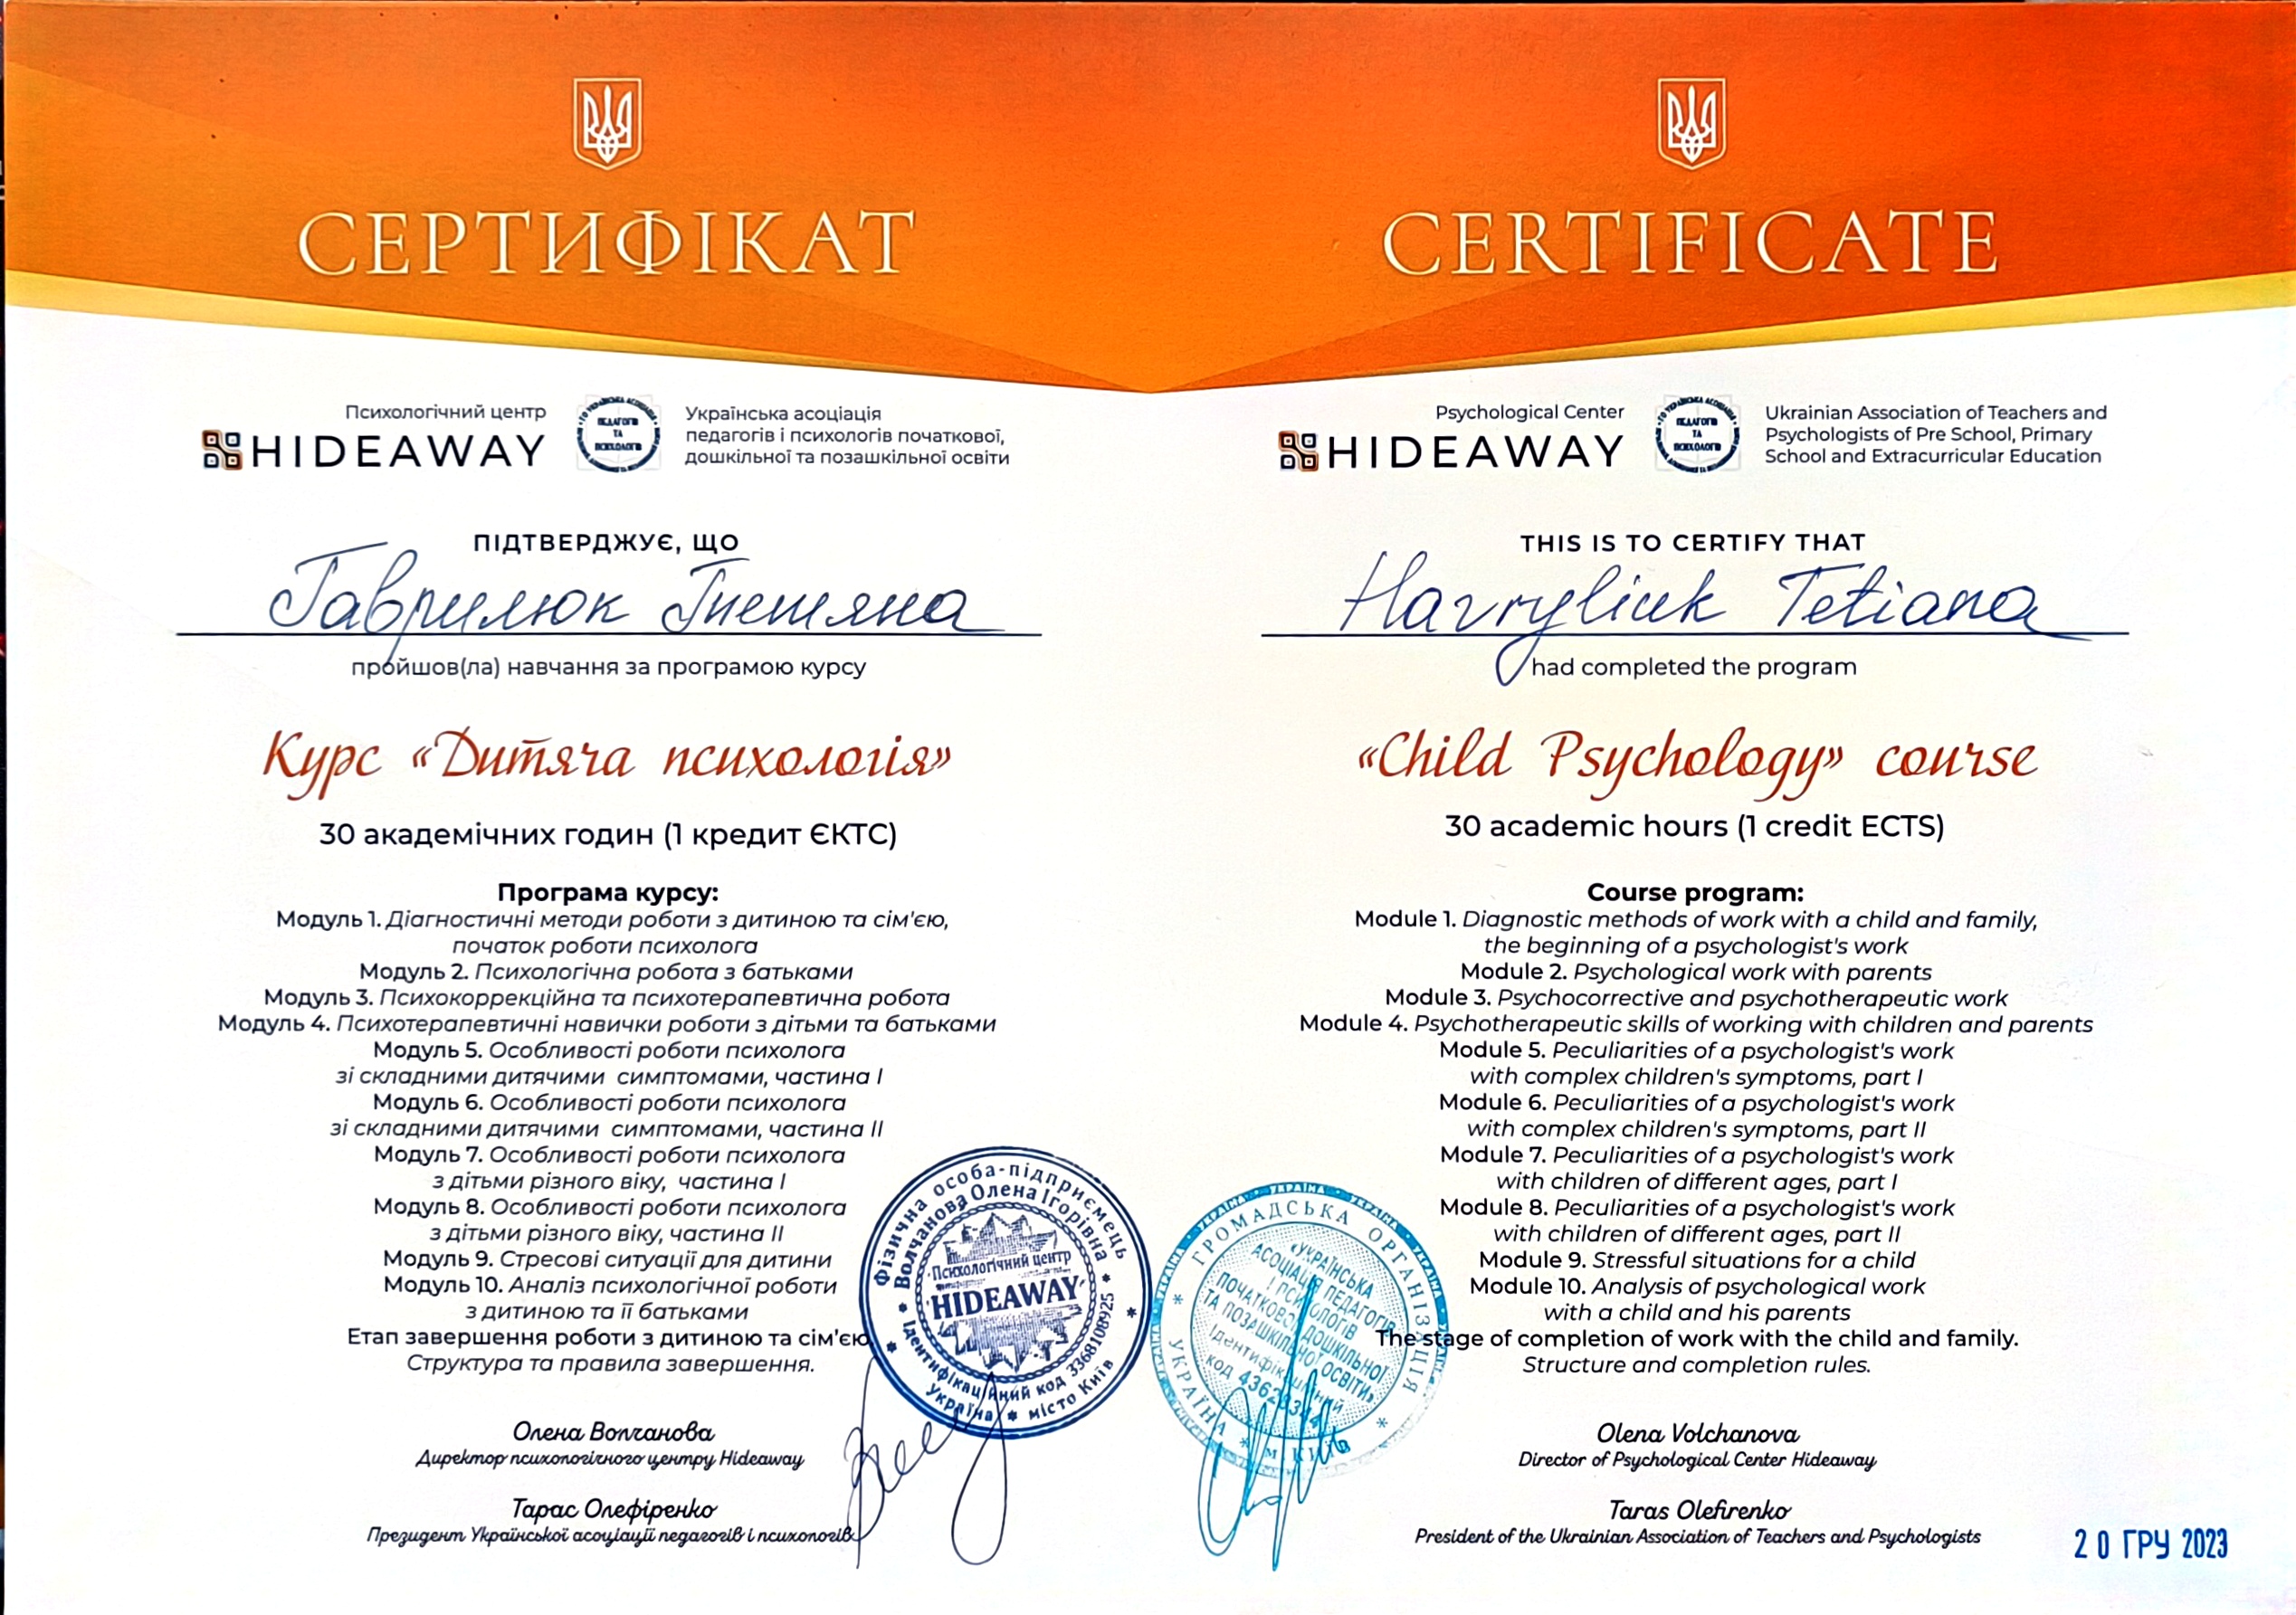 СЕРТИФІКАТ
Психологічний центр
HIDEAWAY
ПЕДАГОГІВ
ТА
ПСИХОЛОГІВ
Українська асоціація
педагогів і психологів початкової,
дошкільної та позашкільної освіти
ПІДТВЕРДЖУЄ, ЩО
Гаврилюк Тетяна
пройшов(ла) навчання за програмою курсу
Курс «Дитяча психологія»
30 академічних годин (1 кредит ЄКТС)
Програма курсу:
Модуль 1. Діагностичні методи роботи з дитиною та сім'єю,
початок роботи психолога
Модуль 2. Психологічна робота з батьками
Модуль 3. Психокоррекційна та психотерапевтична робота
Модуль 4. Психотерапевтичні навички роботи з дітьми та батьками
Модуль 5. Особливості роботи психолога
зі складними дитячими симптомами, частина I
Модуль 6. Особливості роботи психолога
зі складними дитячими симптомами, частина II
Модуль 7. Особливості роботи психолога
з дітьми різного віку, частина I
Модуль 8. Особливості роботи психолога
з дітьми різного віку, частина II
Модуль 9. Стресові ситуації для дитини
Модуль 10. Аналіз психологічної роботи
з дитиною та її батьками
Етап завершення роботи з дитиною та сім'єю
Структура та правила завершення.
Олена Волчанова
Директор психологічного центру Hideaway
Тарас Олефіренко
Президент Української асоціації педагогів і психологів
Фізична особа-підприємець
Волчанова Олена Ігорівна
Психологічний центр
HIDEAWAY
Ідентифікаційний код 3368108925
Україна * місто Київ
CERTIFICATE
Psychological Center
HIDEAWAY
ПЕДАГОГІВ
ТА
ПСИХОЛОГІВ
Ukrainian Association of Teachers and
Psychologists of Pre School, Primary
School and Extracurricular Education
THIS IS TO CERTIFY THAT
Havryliuk Tetiana
had completed the program
«Child Psychology» course
30 academic hours (1 credit ECTS)
Course program:
Module 1. Diagnostic methods of work with a child and family,
the beginning of a psychologist's work
Module 2. Psychological work with parents
Module 3. Psychocorrective and psychotherapeutic work
Module 4. Psychotherapeutic skills of working with children and parents
Module 5. Peculiarities of a psychologist's work
with complex children's symptoms, part I
Module 6. Peculiarities of a psychologist's work
with complex children's symptoms, part II
Module 7. Peculiarities of a psychologist's work
with children of different ages, part I
Module 8. Peculiarities of a psychologist's work
with children of different ages, part II
Module 9. Stressful situations for a child
Module 10. Analysis of psychological work
with a child and his parents
The stage of completion of work with the child and family.
Structure and completion rules.
Olena Volchanova
Director of Psychological Center Hideaway
Taras Olefirenko
President of the Ukrainian Association of Teachers and Psychologists
ГРОМАДСЬКА ОРГАНІЗАЦІЯ
«УКРАЇНСЬКА
АСОЦІАЦІЯ ПЕДАГОГІВ
І ПСИХОЛОГІВ
ПОЧАТКОВОЇ, ДОШКІЛЬНОЇ
ТА ПОЗАШКІЛЬНОЇ ОСВІТИ»
Ідентифікаційний
код
УКРАЇНА * м. КИЇВ
20 ГРУ 2023